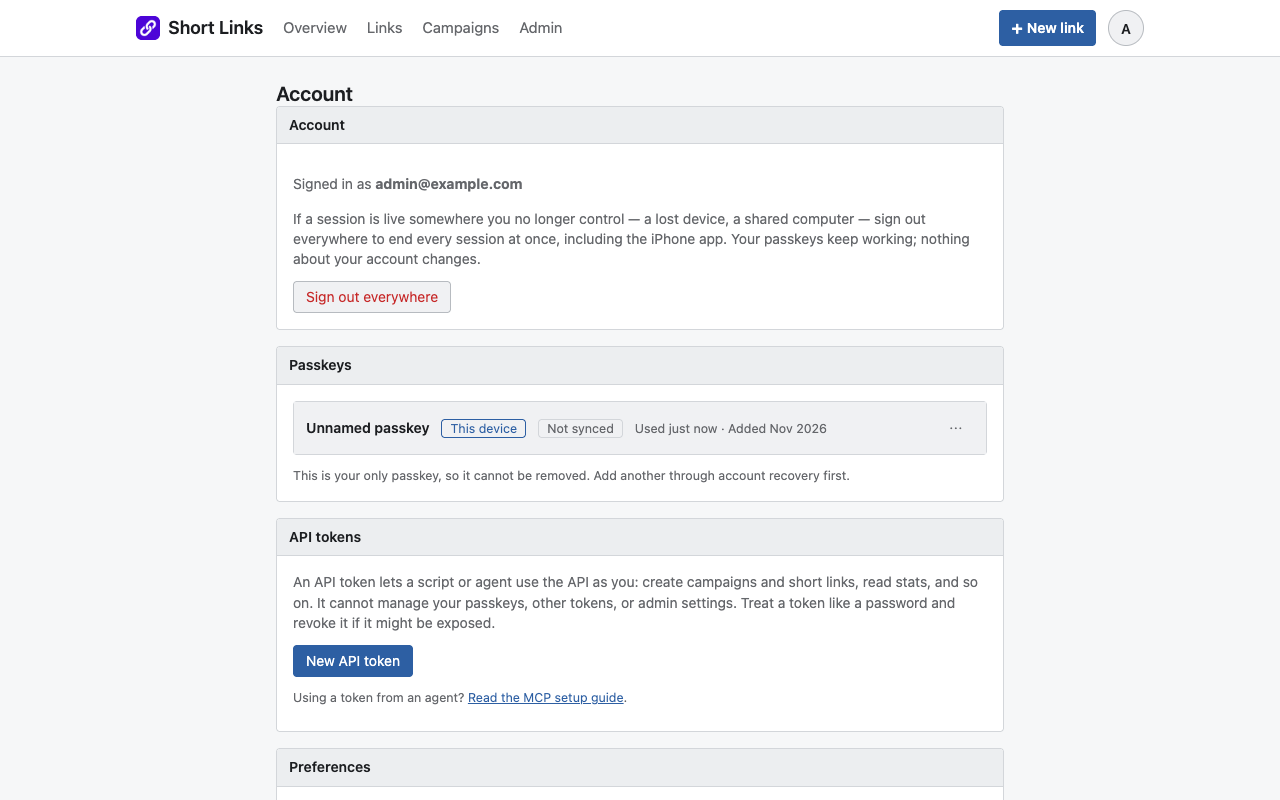 Short Links
Overview
Links
Campaigns
Admin
+ New link
A
Account
Account
Signed in as admin@example.com
If a session is live somewhere you no longer control — a lost device, a shared computer — sign out
everywhere to end every session at once, including the iPhone app. Your passkeys keep working; nothing
about your account changes.
Sign out everywhere
Passkeys
Unnamed passkey
This device
Not synced
Used just now · Added Nov 2026
···
This is your only passkey, so it cannot be removed. Add another through account recovery first.
API tokens
An API token lets a script or agent use the API as you: create campaigns and short links, read stats, and so
on. It cannot manage your passkeys, other tokens, or admin settings. Treat a token like a password and
revoke it if it might be exposed.
New API token
Using a token from an agent? Read the MCP setup guide.
Preferences